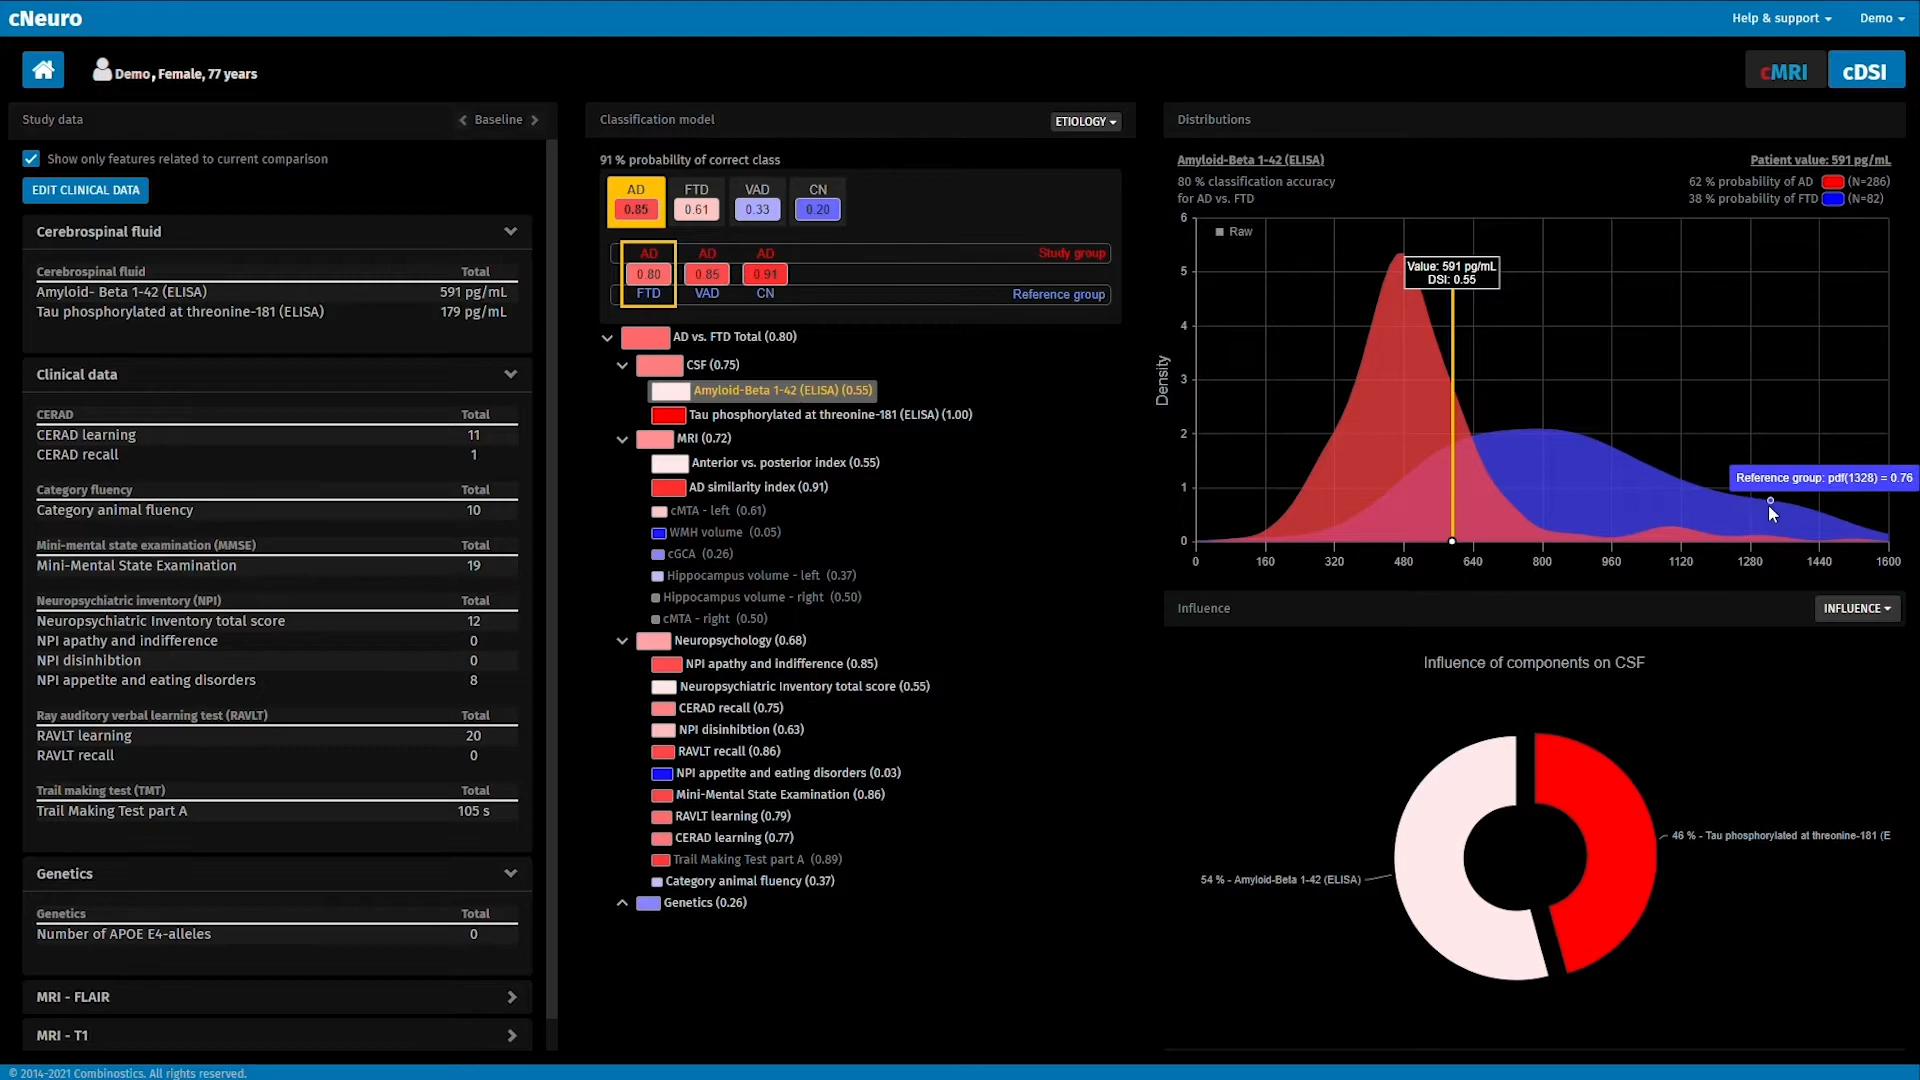 cNeuro
Help & support
Demo
Demo, Female, 77 years
cMRI
cDSI
Study data
Baseline
Show only features related to current comparison
EDIT CLINICAL DATA
Cerebrospinal fluid
Cerebrospinal fluid Total
Amyloid- Beta 1-42 (ELISA) 591 pg/mL
Tau phosphorylated at threonine-181 (ELISA) 179 pg/mL
Clinical data
CERAD Total
CERAD learning 11
CERAD recall 1
Category fluency Total
Category animal fluency 10
Mini-mental state examination (MMSE) Total
Mini-Mental State Examination 19
Neuropsychiatric inventory (NPI) Total
Neuropsychiatric Inventory total score 12
NPI apathy and indifference 0
NPI disinhibtion 0
NPI appetite and eating disorders 8
Ray auditory verbal learning test (RAVLT) Total
RAVLT learning 20
RAVLT recall 0
Trail making test (TMT) Total
Trail Making Test part A 105 s
Genetics
Genetics Total
Number of APOE E4-alleles 0
MRI - FLAIR
MRI - T1
Classification model
ETIOLOGY
91 % probability of correct class
AD FTD VAD CN
0.85 0.61 0.33 0.20
AD AD AD Study group
0.80 0.85 0.91
FTD VAD CN Reference group
AD vs. FTD Total (0.80)
CSF (0.75)
Amyloid-Beta 1-42 (ELISA) (0.55)
Tau phosphorylated at threonine-181 (ELISA) (1.00)
MRI (0.72)
Anterior vs. posterior index (0.55)
AD similarity index (0.91)
cMTA - left (0.61)
WMH volume (0.05)
cGCA (0.26)
Hippocampus volume - left (0.37)
Hippocampus volume - right (0.50)
cMTA - right (0.50)
Neuropsychology (0.68)
NPI apathy and indifference (0.85)
Neuropsychiatric Inventory total score (0.55)
CERAD recall (0.75)
NPI disinhibtion (0.63)
RAVLT recall (0.86)
NPI appetite and eating disorders (0.03)
Mini-Mental State Examination (0.86)
RAVLT learning (0.79)
CERAD learning (0.77)
Trail Making Test part A (0.89)
Category animal fluency (0.37)
Genetics (0.26)
Distributions
Amyloid-Beta 1-42 (ELISA) Patient value: 591 pg/mL
80 % classification accuracy 62 % probability of AD (N=286)
for AD vs. FTD 38 % probability of FTD (N=82)
Raw
Value: 591 pg/mL
DSI: 0.55
Reference group: pdf(1328) = 0.76
Density
6
5
4
3
2
1
0
0 160 320 480 640 800 960 1120 1280 1440 1600
Influence
INFLUENCE
Influence of components on CSF
46 % - Tau phosphorylated at threonine-181 (E
54 % - Amyloid-Beta 1-42 (ELISA)
© 2014-2021 Combinostics. All rights reserved.